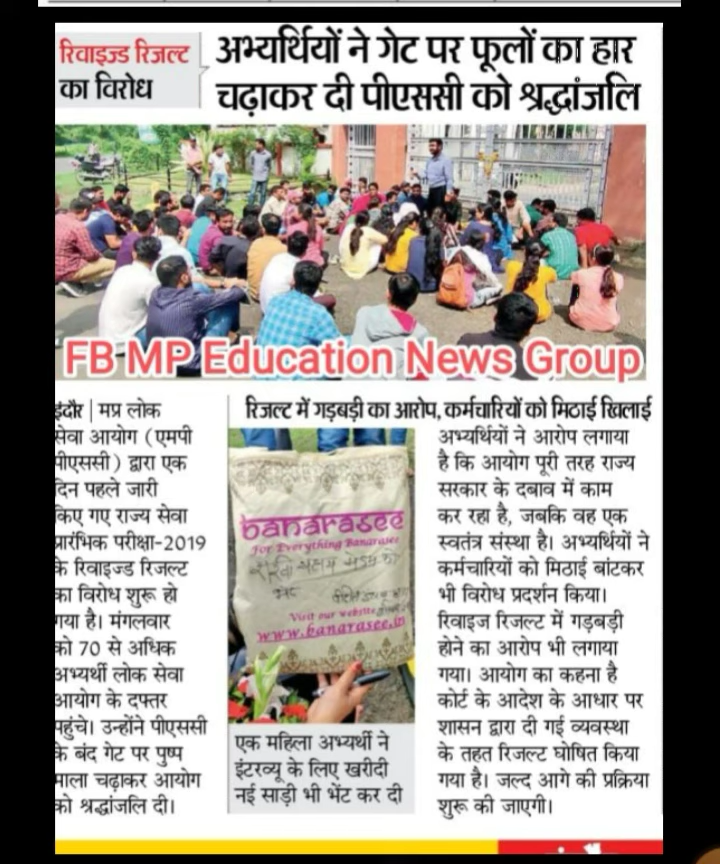 रिवाइज्ड रिजल्ट
का विरोध
अभ्यर्थियों ने गेट पर फूलों का हार
चढ़ाकर दी पीएससी को श्रद्धांजलि
FB MP Education News Group
इंदौर | मप्र लोक
सेवा आयोग (एमपी
पीएससी) द्वारा एक
दिन पहले जारी
किए गए राज्य सेवा
प्रारंभिक परीक्षा-2019
के रिवाइज्ड रिजल्ट
का विरोध शुरू हो
गया है। मंगलवार
को 70 से अधिक
अभ्यर्थी लोक सेवा
आयोग के दफ्तर
पहुंचे। उन्होंने पीएससी
के बंद गेट पर पुष्प
माला चढ़ाकर आयोग
को श्रद्धांजलि दी।
रिजल्ट में गड़बड़ी का आरोप, कर्मचारियों को मिठाई खिलाई
banarasee
For Everything Banarasee
Visit our website
www.banarasee.in
एक महिला अभ्यर्थी ने
इंटरव्यू के लिए खरीदी
नई साड़ी भी भेंट कर दी
अभ्यर्थियों ने आरोप लगाया
है कि आयोग पूरी तरह राज्य
सरकार के दबाव में काम
कर रहा है, जबकि वह एक
स्वतंत्र संस्था है। अभ्यर्थियों ने
कर्मचारियों को मिठाई बांटकर
भी विरोध प्रदर्शन किया।
रिवाइज रिजल्ट में गड़बड़ी
होने का आरोप भी लगाया
गया। आयोग का कहना है
कोर्ट के आदेश के आधार पर
शासन द्वारा दी गई व्यवस्था
के तहत रिजल्ट घोषित किया
गया है। जल्द आगे की प्रक्रिया
शुरू की जाएगी।